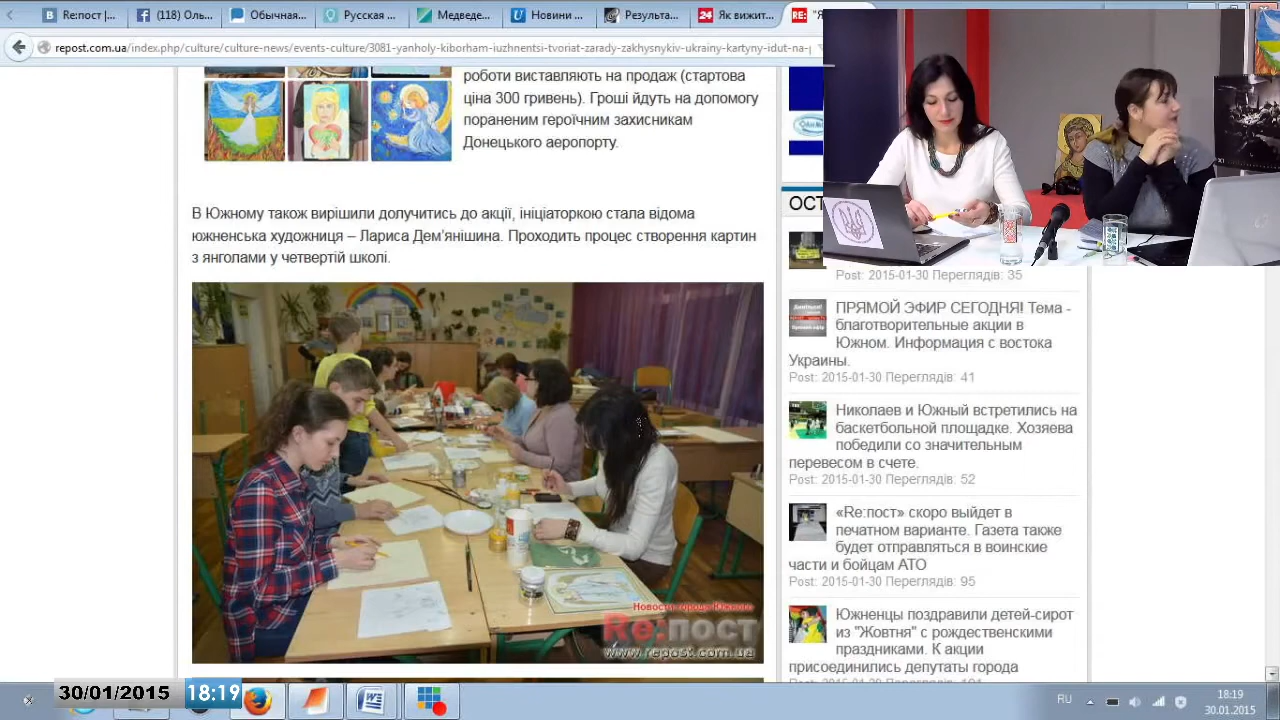 Re:пост |
(118) Оль
Обычная
Русская
Медведе
Новини
Результа
24 Як вижит
RE: "Я
repost.com.ua/index.php/culture/culture-news/events-culture/3081-yanholy-kiborham-iuzhnentsi-tvoriat-zarady-zakhysnykiv-ukrainy-kartyny-idut-na-
роботи виставляють на продаж (стартова
ціна 300 гривень). Гроші йдуть на допомогу
пораненим героїчним захисникам
Донецького аеропорту.
В Южному також вирішили долучитись до акції, ініціаторкою стала відома
южненська художниця – Лариса Дем'янішина. Проходить процес створення картин
з янголами у четвертій школі.
Новости города Южного
Re:пост
www.repost.com.ua
ОСТ
Post: 2015-01-30 Переглядів: 35
ПРЯМОЙ ЭФИР СЕГОДНЯ! Тема -
благотворительные акции в
Южном. Информация с востока
Украины.
Post: 2015-01-30 Переглядів: 41
Николаев и Южный встретились на
баскетбольной площадке. Хозяева
победили со значительным
перевесом в счете.
Post: 2015-01-30 Переглядів: 52
«Re:пост» скоро выйдет в
печатном варианте. Газета также
будет отправляться в воинские
части и бойцам АТО
Post: 2015-01-30 Переглядів: 95
Южненцы поздравили детей-сирот
из "Жовтня" с рождественскими
праздниками. К акции
присоединились депутаты города
30/01/2015 18:19
RU
18:19
30.01.2015